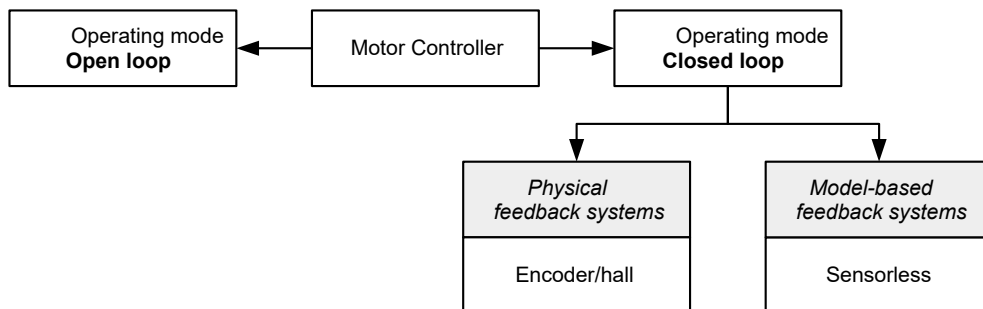 Operating mode
Open loop
Motor Controller
Operating mode
Closed loop
Physical
feedback systems
Model-based
feedback systems
Encoder/hall
Sensorless